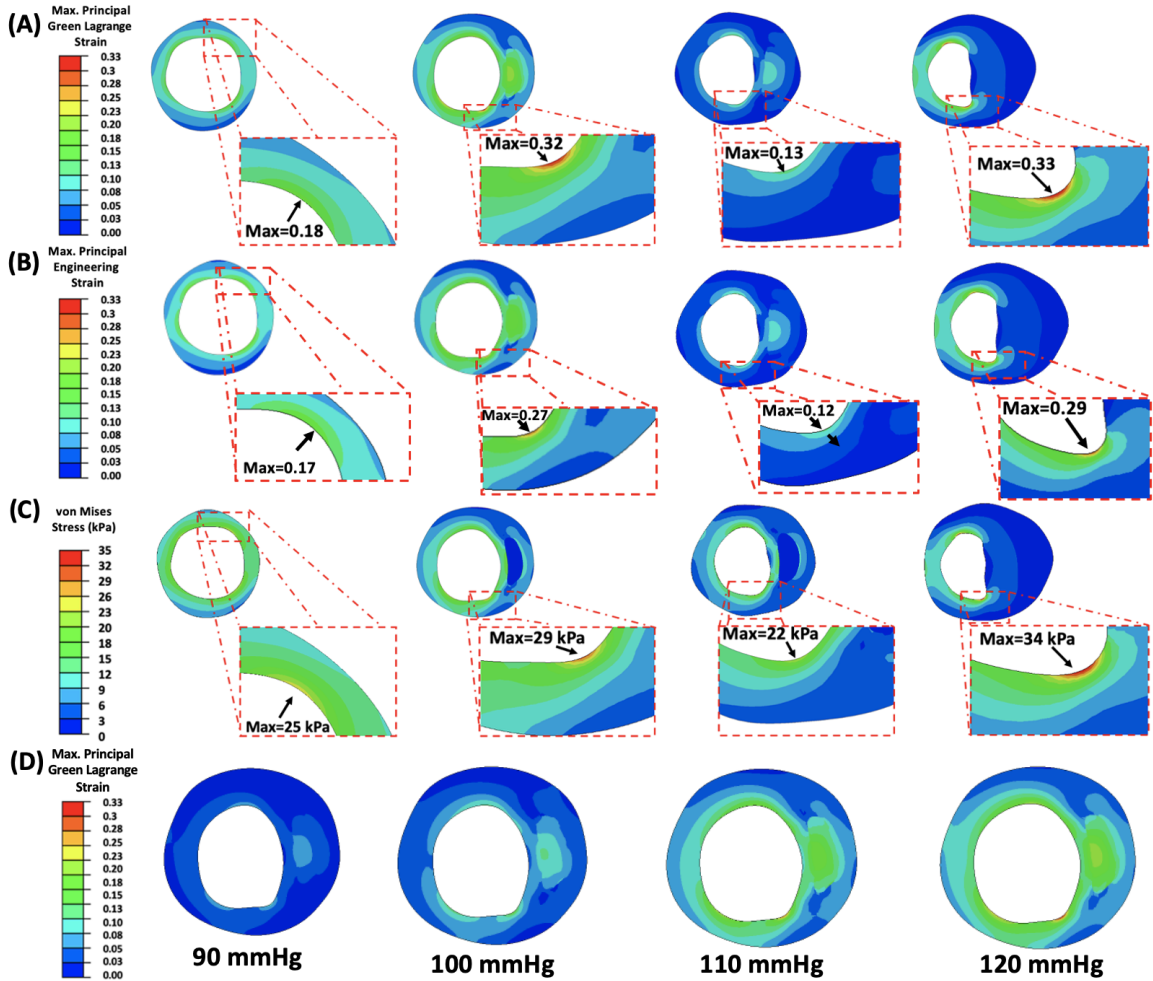 (A)
Max. Principal
Green Lagrange
Strain
0.33
0.3
0.28
0.25
0.23
0.20
0.18
0.15
0.13
0.10
0.08
0.05
0.03
0.00
Max=0.18
Max=0.32
Max=0.13
Max=0.33
(B)
Max. Principal
Engineering
Strain
0.33
0.3
0.28
0.25
0.23
0.20
0.18
0.15
0.13
0.10
0.08
0.05
0.03
0.00
Max=0.17
Max=0.27
Max=0.12
Max=0.29
(C)
von Mises
Stress (kPa)
35
32
29
26
23
20
18
15
12
9
6
3
0
Max=25 kPa
Max=29 kPa
Max=22 kPa
Max=34 kPa
(D)
Max. Principal
Green Lagrange
Strain
0.33
0.3
0.28
0.25
0.23
0.20
0.18
0.15
0.13
0.10
0.08
0.05
0.03
0.00
90 mmHg
100 mmHg
110 mmHg
120 mmHg